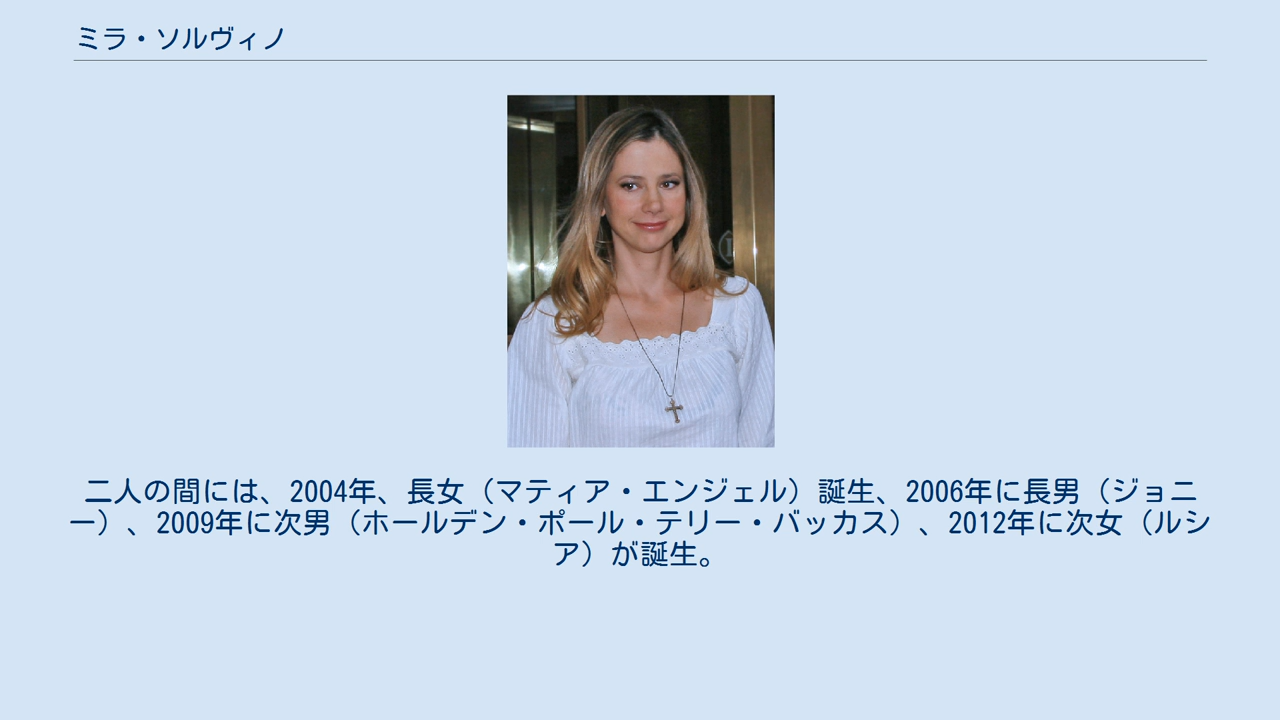 ミラ・ソルヴィノ
二人の間には、2004年、長女（マティア・エンジェル）誕生、2006年に長男（ジョニ
ー）、2009年に次男（ホールデン・ポール・テリー・バッカス）、2012年に次女（ルシ
ア）が誕生。